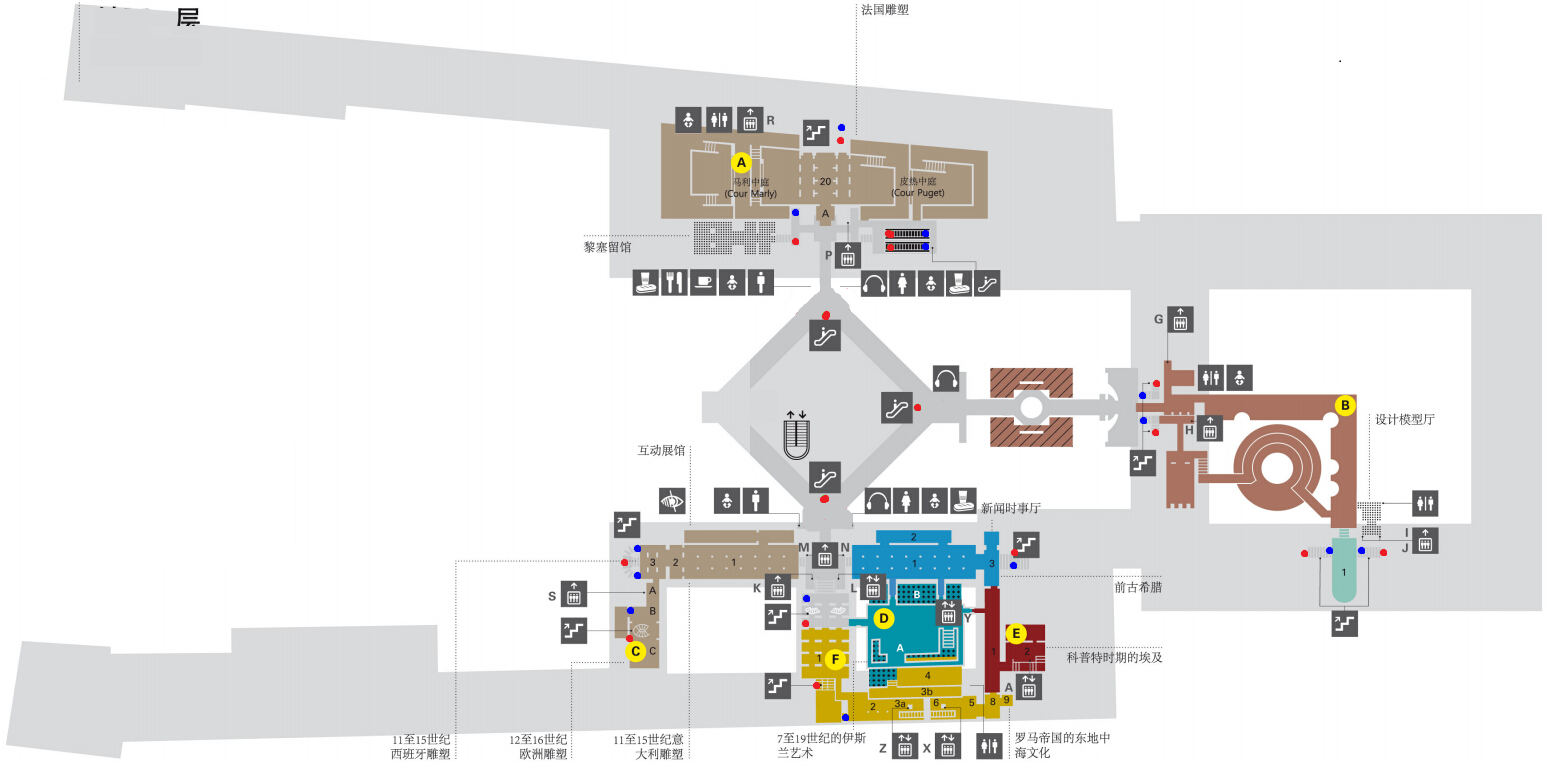 层
法国雕塑
R
A
马利中庭
(Cour Marly)
20
皮热中庭
(Cour Puget)
A
黎塞留馆
P
G
B
H
设计模型厅
互动展馆
新闻时事厅
I
J
M
N
2
3
2
1
1
3
1
K
L
S
A
B
B
前古希腊
Y
D
E
A
C
C
1
F
1
2
科普特时期的埃及
4
3b
A
2
3a
6
5
8
9
11至15世纪
西班牙雕塑
12至16世纪
欧洲雕塑
11至15世纪意
大利雕塑
7至19世纪的伊斯
兰艺术
Z
X
罗马帝国的东地中
海文化